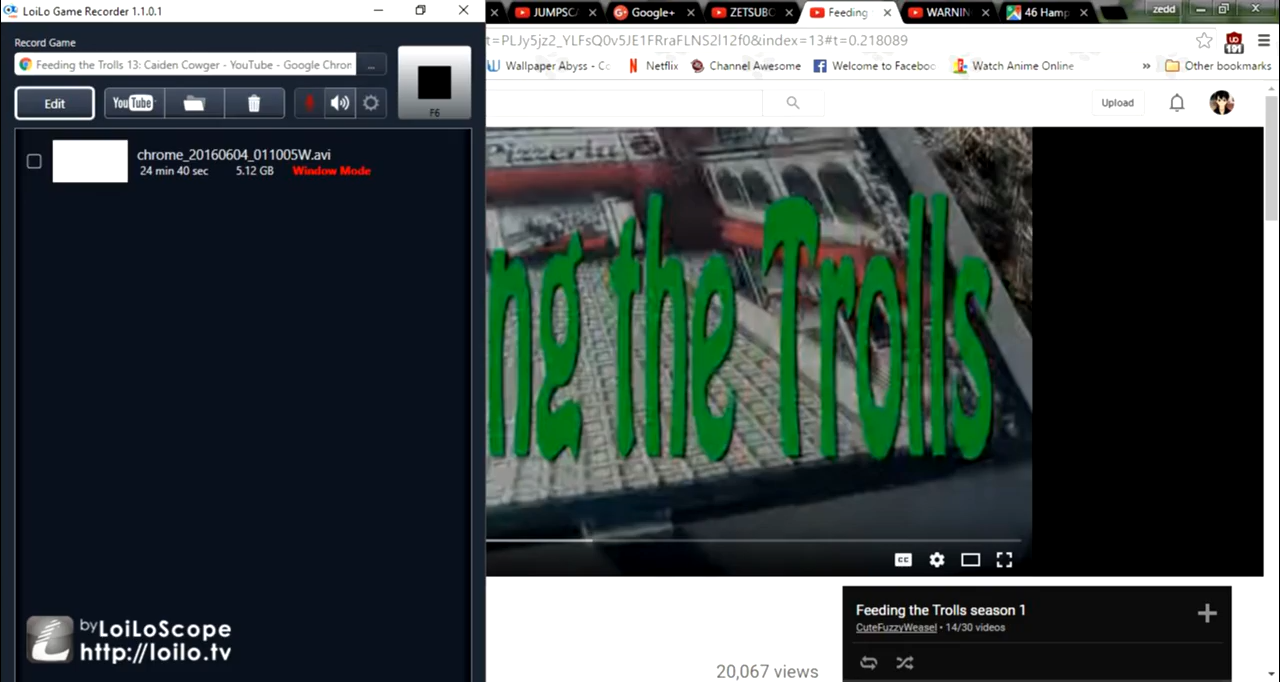 LoiLo Game Recorder 1.1.0.1
Record Game
Feeding the Trolls 13: Caiden Cowger - YouTube - Google Chron
...
Edit
YouTube
F6
chrome_20160604_011005W.avi
24 min 40 sec 5.12 GB Window Mode
by LoiLoScope
http://loilo.tv
JUMPSCA
Google+
ZETSUBO
Feeding
WARNIN
46 Hamp
zedd
t=PLJy5jz2_YLFsQ0v5JE1FRraFLNS2l12f0&index=13#t=0.218089
101
Wallpaper Abyss - Co
Netflix
Channel Awesome
Welcome to Faceboo
Watch Anime Online
»
Other bookmarks
Upload
Pizzeria
ng the Trolls
CC
Feeding the Trolls season 1
CuteFuzzyWeasel • 14/30 videos
20,067 views